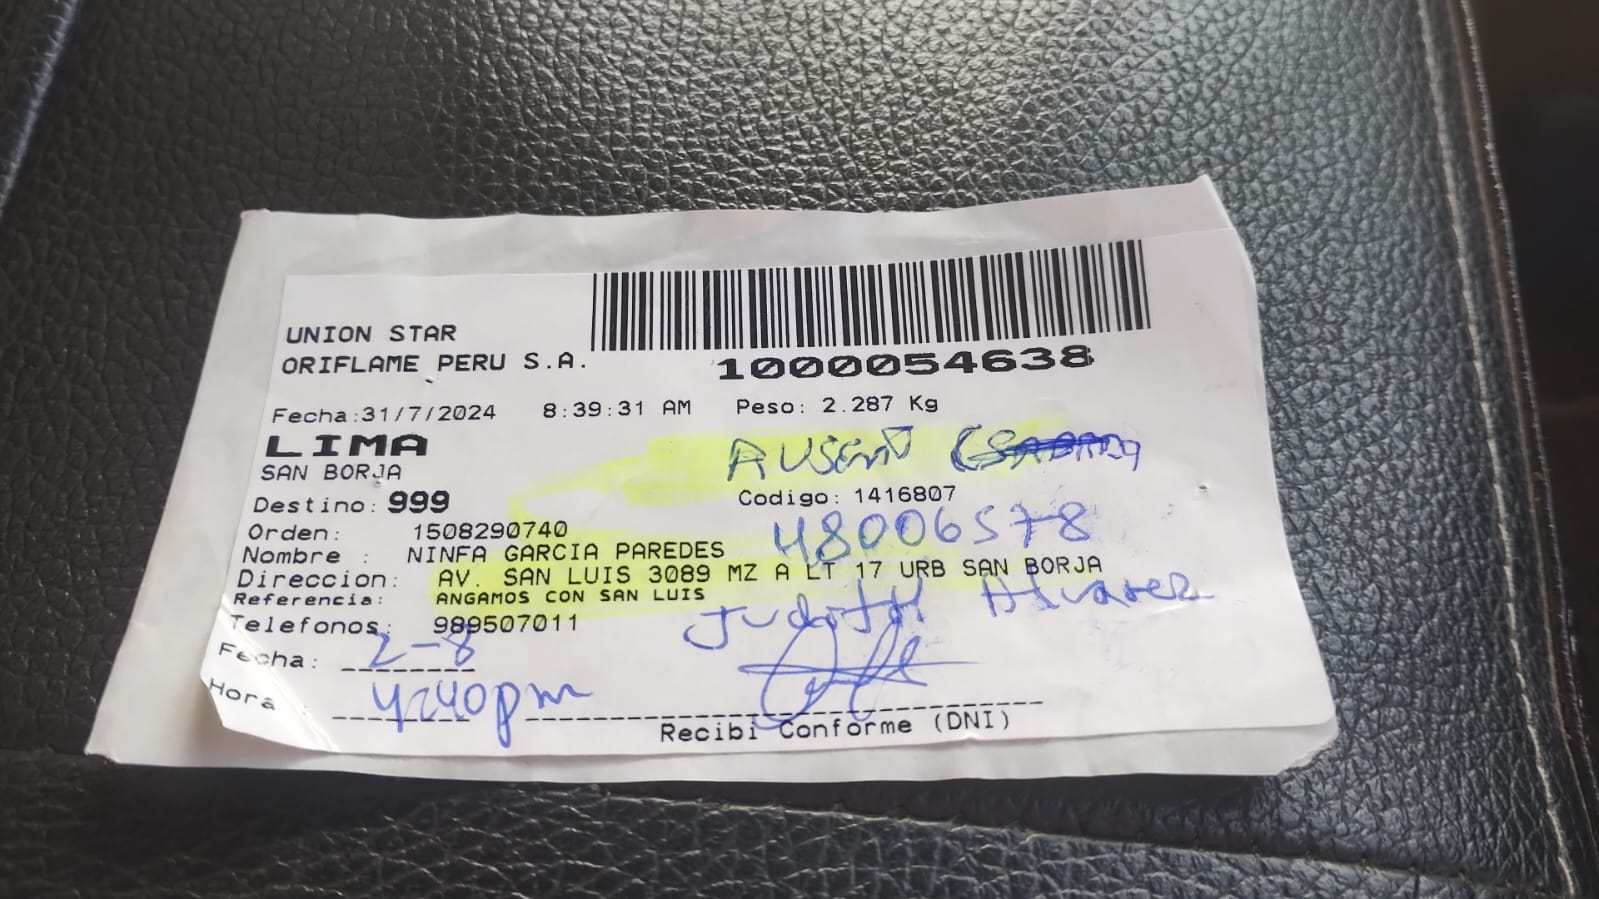 UNION STAR
ORIFLAME PERU S.A.
1000054638
Fecha:31/7/2024 8:39:31 AM Peso: 2.287 Kg
LIMA
SAN BORJA
AUSENT
Destino: 999 Codigo: 1416807
Orden: 1508290740
48006578
Nombre : NINFA GARCIA PAREDES
Direccion: AV. SAN LUIS 3089 MZ A LT 17 URB SAN BORJA
Referencia: ANGAMOS CON SAN LUIS
Telefonos: 989507011
Alvarez
Fecha: 2-8
Hora : 4:40pm
Recibi Conforme (DNI)